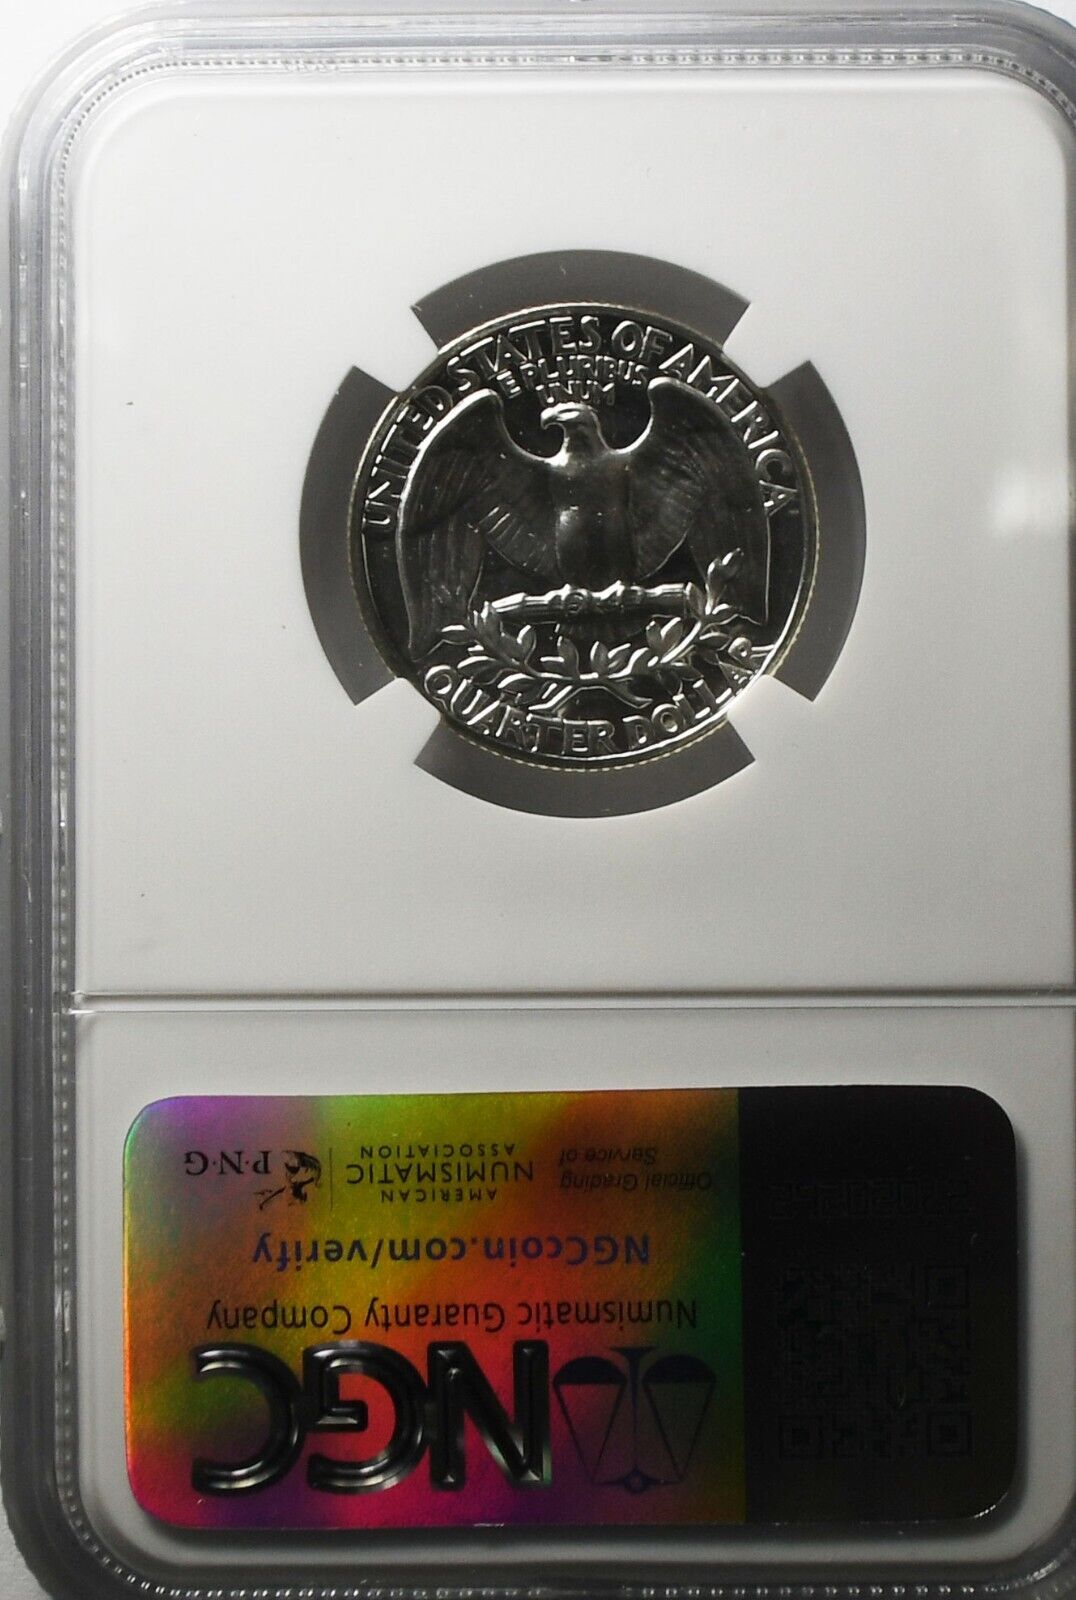 UNITED STATES OF AMERICA
E PLURIBUS
UNUM
QUARTER DOLLAR
NGC
Numismatic Guaranty Company
NGCcoin.com/verify
Official Grading
Service of
AMERICAN
NUMISMATIC
ASSOCIATION
P·N·G